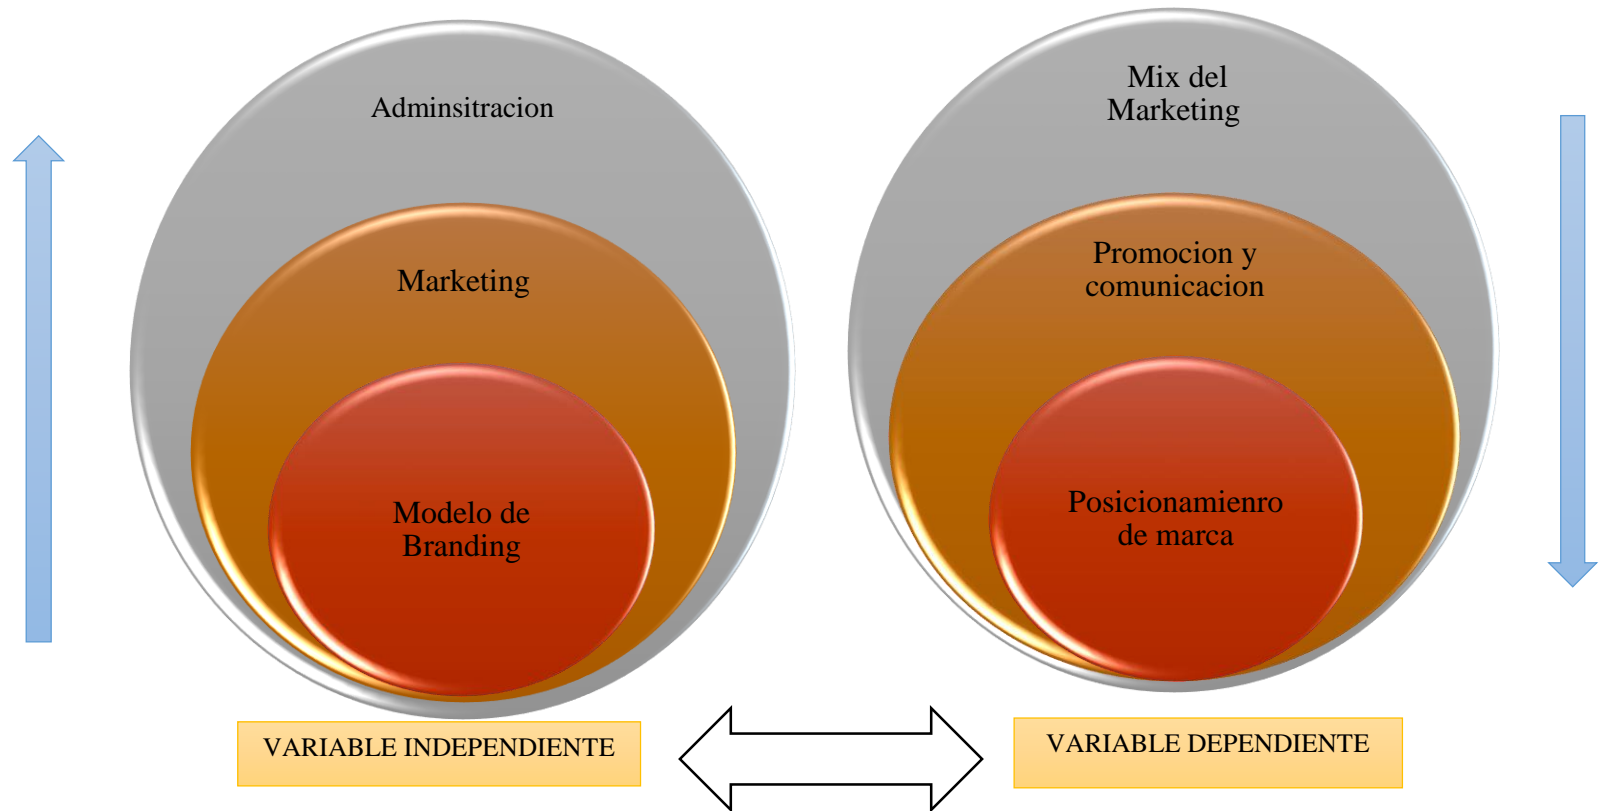 Adminsitracion
Marketing
Modelo de
Branding
VARIABLE INDEPENDIENTE
Mix del
Marketing
Promocion y
comunicacion
Posicionamienro
de marca
VARIABLE DEPENDIENTE